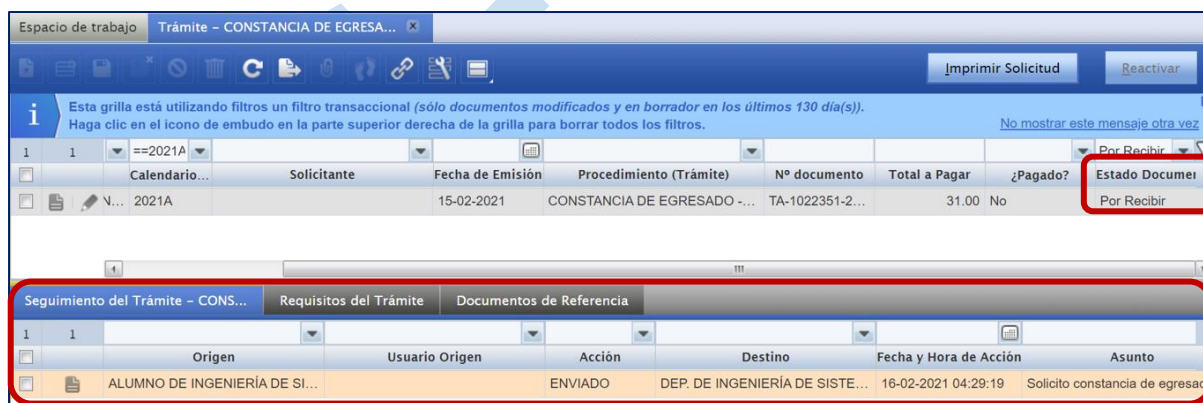 Espacio de trabajo Trámite – CONSTANCIA DE EGRESA...
Imprimir Solicitud Reactivar
Esta grilla está utilizando filtros un filtro transaccional (sólo documentos modificados y en borrador en los últimos 130 día(s)).
Haga clic en el icono de embudo en la parte superior derecha de la grilla para borrar todos los filtros. No mostrar este mensaje otra vez
1 1 ==2021A Por Recibir
Calendario... Solicitante Fecha de Emisión Procedimiento (Trámite) Nº documento Total a Pagar ¿Pagado? Estado Documen
N... 2021A 15-02-2021 CONSTANCIA DE EGRESADO -... TA-1022351-2... 31.00 No Por Recibir
Seguimiento del Trámite – CONS... Requisitos del Trámite Documentos de Referencia
1 1
Origen Usuario Origen Acción Destino Fecha y Hora de Acción Asunto
ALUMNO DE INGENIERÍA DE SI... ENVIADO DEP. DE INGENIERÍA DE SISTE... 16-02-2021 04:29:19 Solicito constancia de egresad